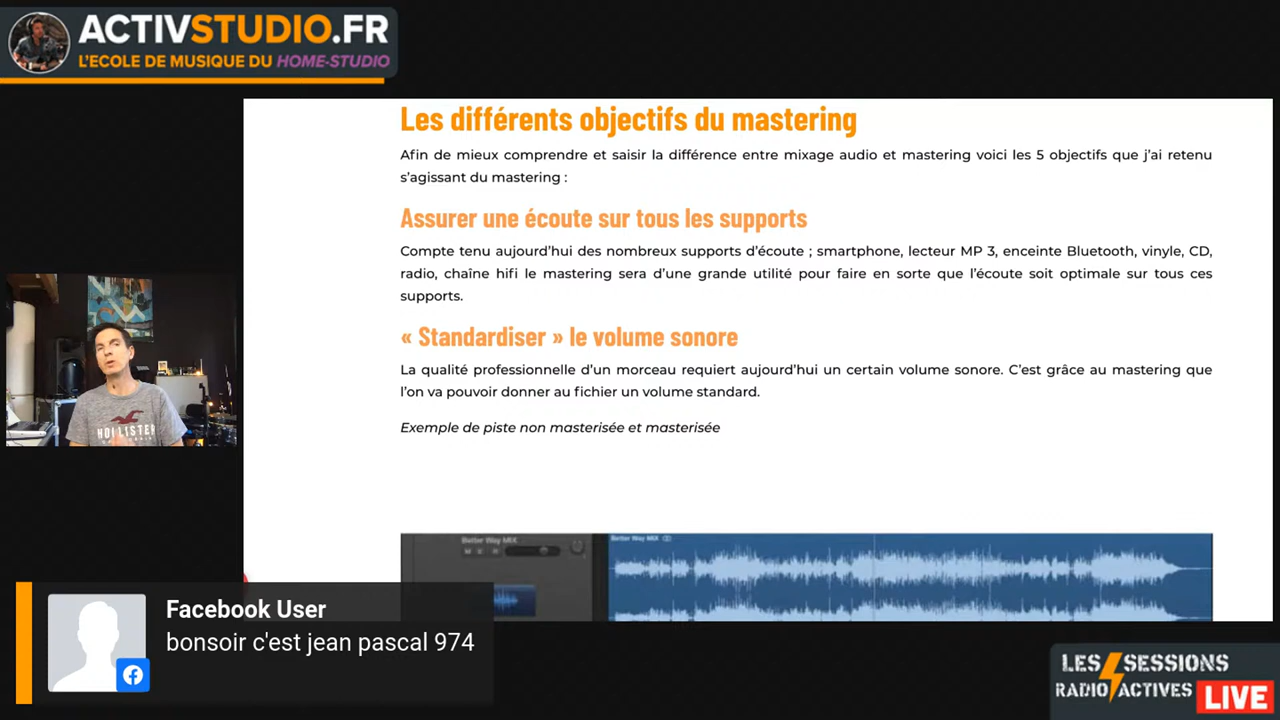 ACTIVSTUDIO.FR
L'ECOLE DE MUSIQUE DU HOME-STUDIO
Les différents objectifs du mastering
Afin de mieux comprendre et saisir la différence entre mixage audio et mastering voici les 5 objectifs que j'ai retenu
s'agissant du mastering :
Assurer une écoute sur tous les supports
Compte tenu aujourd'hui des nombreux supports d'écoute ; smartphone, lecteur MP 3, enceinte Bluetooth, vinyle, CD,
radio, chaîne hifi le mastering sera d'une grande utilité pour faire en sorte que l'écoute soit optimale sur tous ces
supports.
« Standardiser » le volume sonore
La qualité professionnelle d'un morceau requiert aujourd'hui un certain volume sonore. C'est grâce au mastering que
l'on va pouvoir donner au fichier un volume standard.
Exemple de piste non masterisée et masterisée
HOLLISTER
Better Way MIX
M S R
Better Way MIX
Facebook User
bonsoir c'est jean pascal 974
LES SESSIONS
RADIO ACTIVES
LIVE